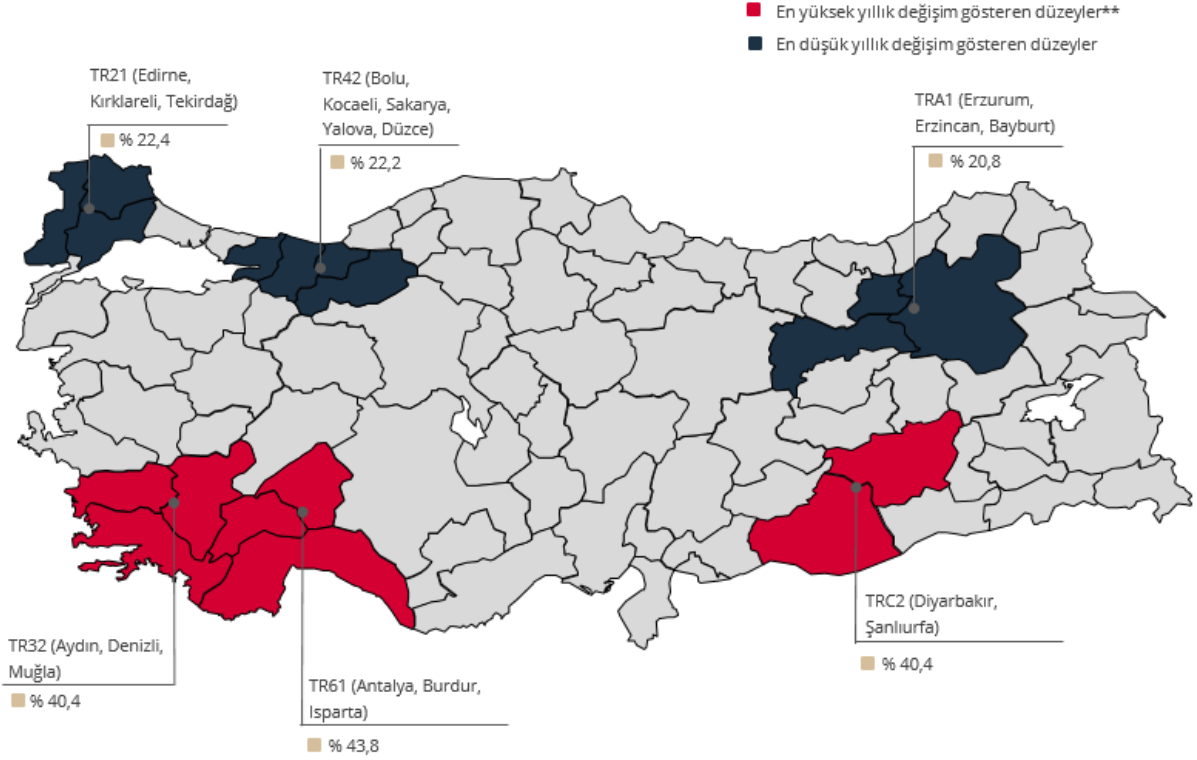 En yüksek yıllık değişim gösteren düzeyler**
En düşük yıllık değişim gösteren düzeyler
TR21 (Edirne,
Kırklareli, Tekirdağ)
% 22,4
TR42 (Bolu,
Kocaeli, Sakarya,
Yalova, Düzce)
% 22,2
TRA1 (Erzurum,
Erzincan, Bayburt)
% 20,8
TR32 (Aydın, Denizli,
Muğla)
% 40,4
TR61 (Antalya, Burdur,
Isparta)
% 43,8
TRC2 (Diyarbakır,
Şanlıurfa)
% 40,4